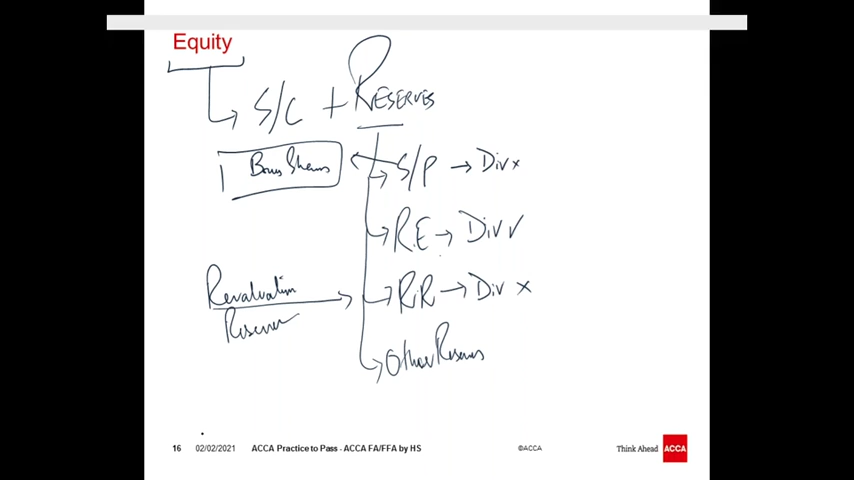 Equity
S/C + RESERVES
Bonus Shares
S/P → Div x
R.E → Div ✓
Revaluation
Reserve
R.R → Div x
Other Reserves
16 02/02/2021 ACCA Practice to Pass - ACCA FA/FFA by HS ©ACCA Think Ahead ACCA